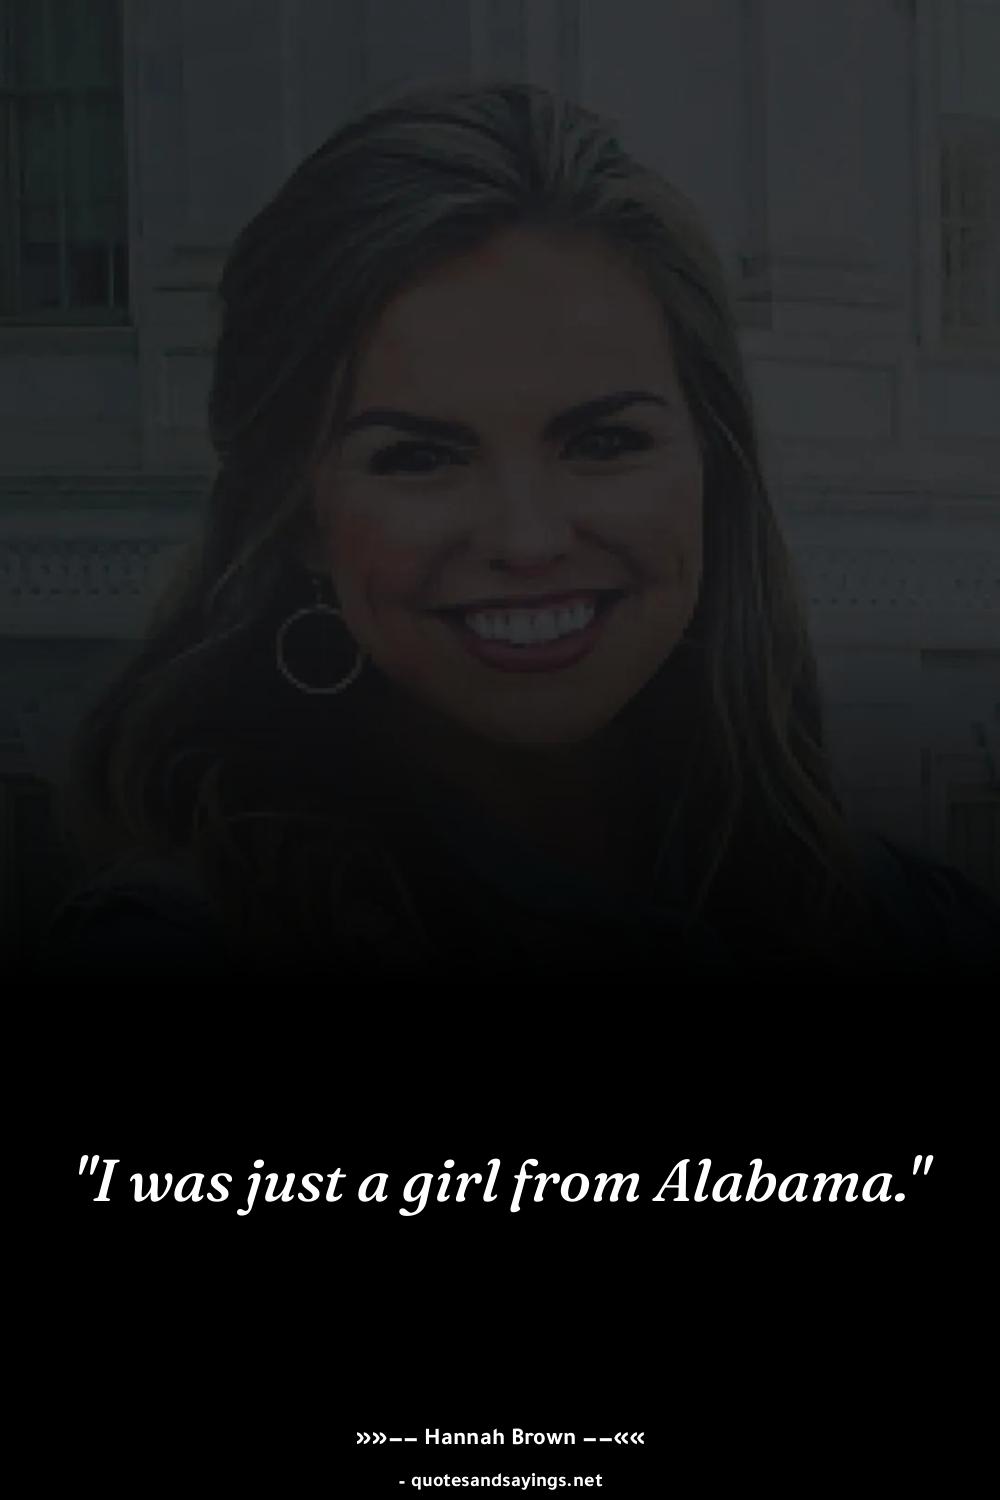 "I was just a girl from Alabama."
»»−− Hannah Brown −−««
- quotesandsayings.net